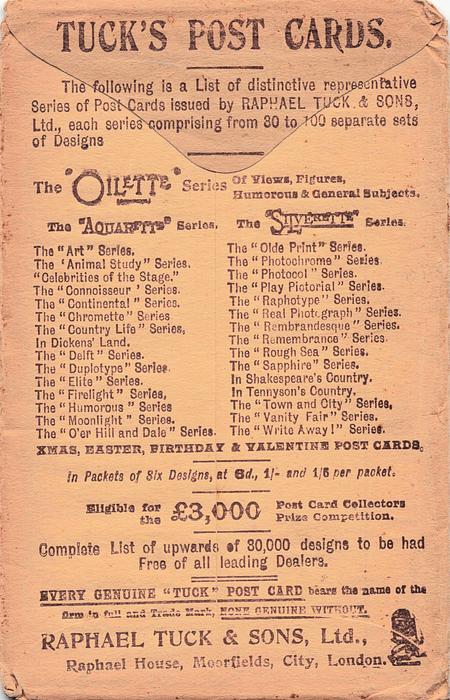 TUCK'S POST CARDS.
The following is a List of distinctive representative
Series of Post Cards issued by RAPHAEL TUCK & SONS,
Ltd., each series comprising from 30 to 100 separate sets
of Designs
The "OILETTE" Series Of Views, Figures, Humorous & General Subjects.
The "AQUARETTE" Series.
The "SILVERETTE" Series.
The "Art" Series.
The 'Animal Study" Series.
"Celebrities of the Stage."
The "Connoisseur' Series.
The "Continental" Series.
The "Chromette" Series
The "Country Life" Series,
In Dickens' Land.
The "Delft" Series.
The "Duplotype" Series.
The "Elite" Series.
The "Firelight" Series,
The "Humorous" Series
The "Moonlight" Series.
The "O'er Hill and Dale" Series.
The "Olde Print" Series.
The "Photochrome" Series.
The "Photocol" Series.
The "Play Pictorial" Series.
The "Raphotype" Series.
The "Real Photograph" Series.
The "Rembrandesque" Series.
The "Remembrance" Series.
The "Rough Sea" Series.
The "Sapphire" Series.
In Shakespeare's Country.
In Tennyson's Country.
The "Town and City" Series,
The "Vanity Fair" Series.
The "Write Away!" Series.
XMAS, EASTER, BIRTHDAY & VALENTINE POST CARDS.
in Packets of Six Designs, at 6d., 1/- and 1/6 per packet.
Eligible for the £3,000 Post Card Collectors Prize Competition.
Complete List of upwards of 30,000 designs to be had
Free of all leading Dealers.
EVERY GENUINE "TUCK" POST CARD bears the name of the
firm in full and Trade Mark, NONE GENUINE WITHOUT.
RAPHAEL TUCK & SONS, Ltd.,
Raphael House, Moorfields, City, London.